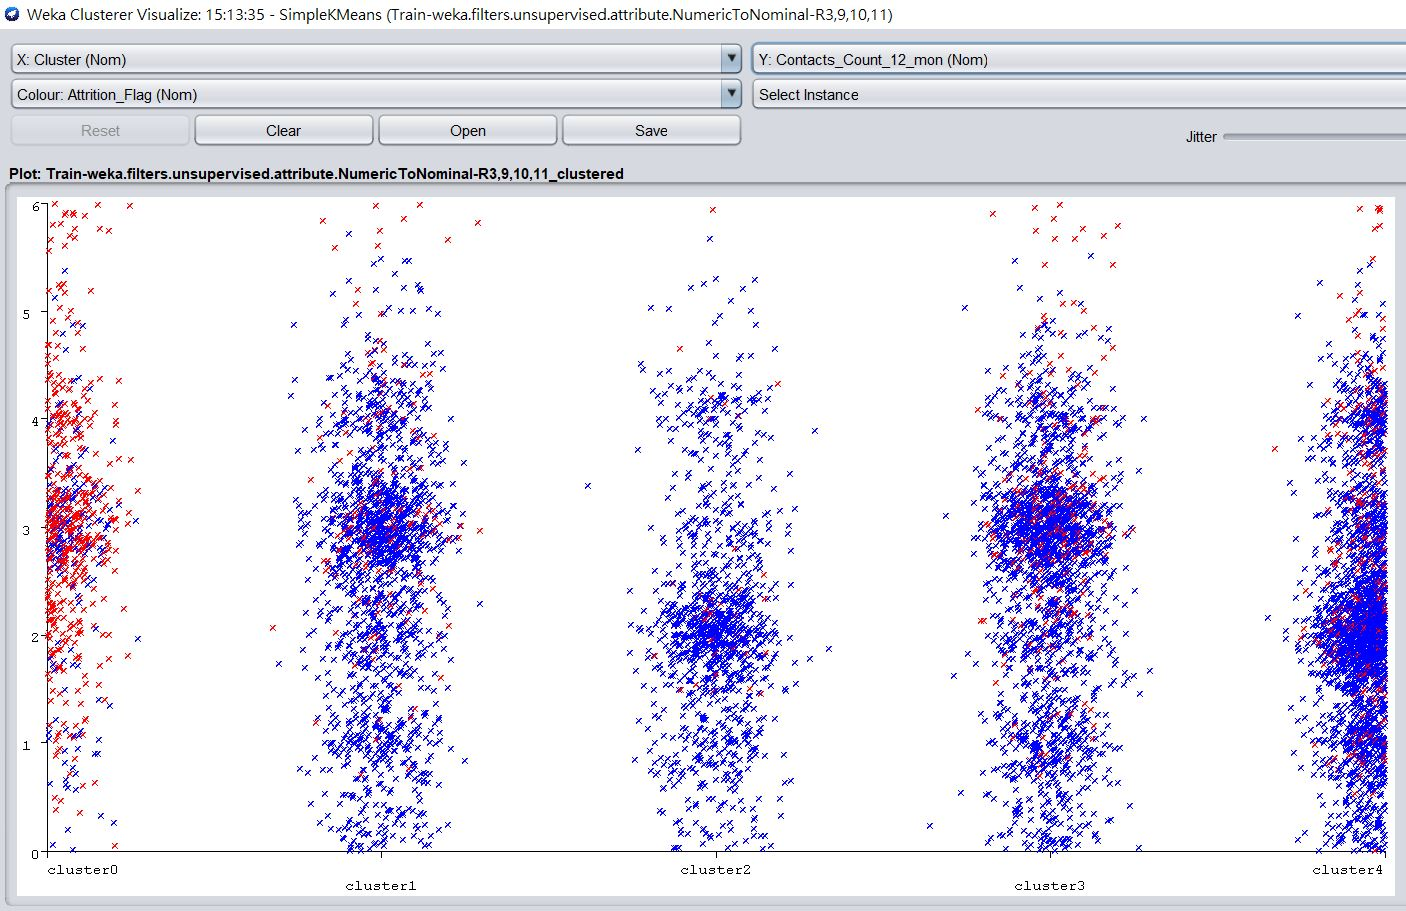 Weka Clusterer Visualize: 15:13:35 - SimpleKMeans (Train-weka.filters.unsupervised.attribute.NumericToNominal-R3,9,10,11)
X: Cluster (Nom)
Y: Contacts_Count_12_mon (Nom)
Colour: Attrition_Flag (Nom)
Select Instance
Reset
Clear
Open
Save
Jitter
Plot: Train-weka.filters.unsupervised.attribute.NumericToNominal-R3,9,10,11_clustered
6
5
4
3
2
1
0
cluster0
cluster1
cluster2
cluster3
cluster4